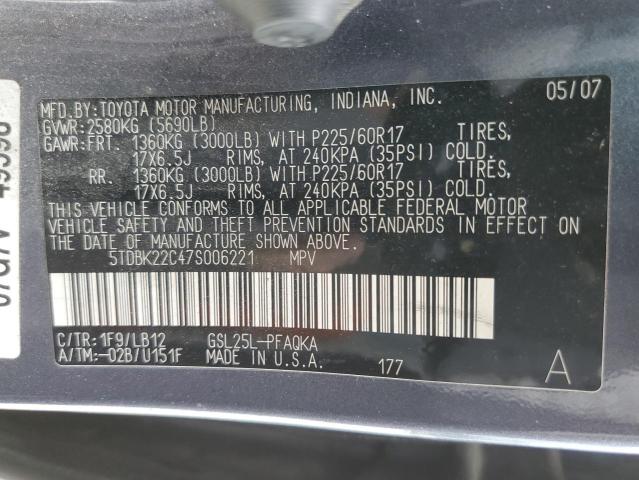 MFD.BY:TOYOTA MOTOR MANUFACTURING, INDIANA, INC. 05/07
GVWR:2580KG (5690LB)
GAWR:FRT. 1360KG (3000LB) WITH P225/60R17 TIRES,
17X6.5J RIMS, AT 240KPA (35PSI) COLD.
RR. 1360KG (3000LB) WITH P225/60R17 TIRES,
17X6.5J RIMS, AT 240KPA (35PSI) COLD.
THIS VEHICLE CONFORMS TO ALL APPLICABLE FEDERAL MOTOR
VEHICLE SAFETY AND THEFT PREVENTION STANDARDS IN EFFECT ON
THE DATE OF MANUFACTURE SHOWN ABOVE.
5TDBK22C47S006221 MPV
C/TR:1F9/LB12 GSL25L-PFAQKA
A/TM:-02B/U151F MADE IN U.S.A. 177 A